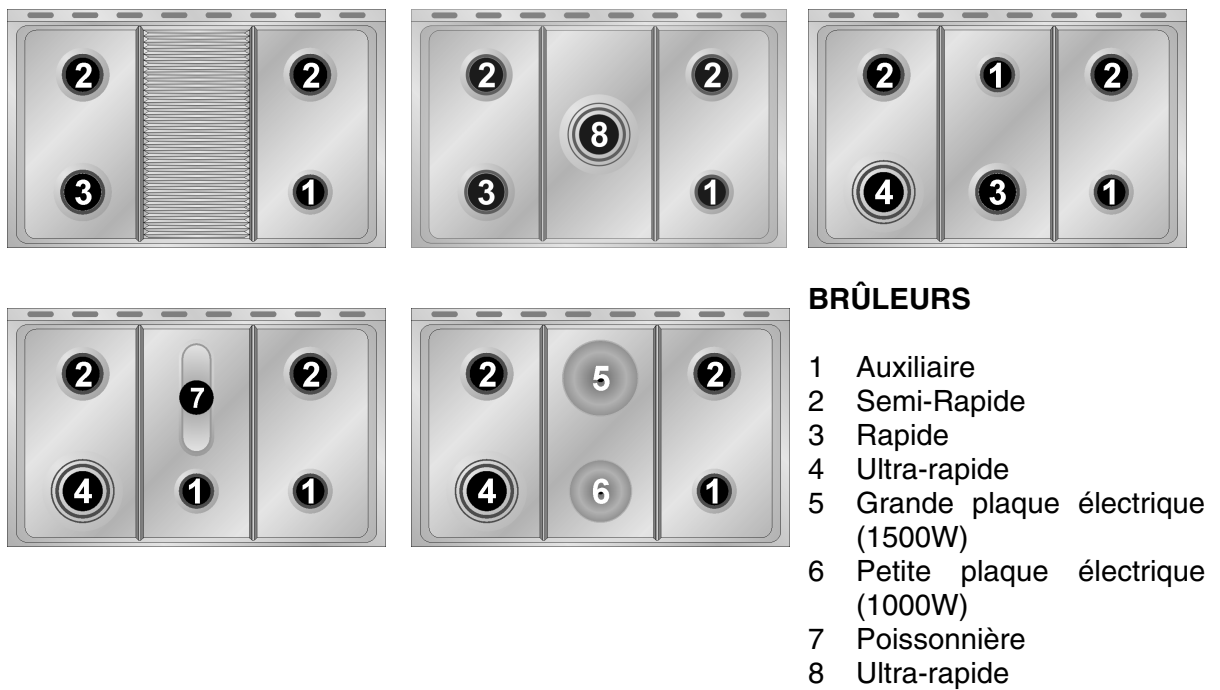 2 2
3 1
2 2
8
3 1
2 1 2
4 3 1
2 2
7
4 1 1
2 5 2
4 6 1
BRÛLEURS
1 Auxiliaire
2 Semi-Rapide
3 Rapide
4 Ultra-rapide
5 Grande plaque électrique
(1500W)
6 Petite plaque électrique
(1000W)
7 Poissonnière
8 Ultra-rapide